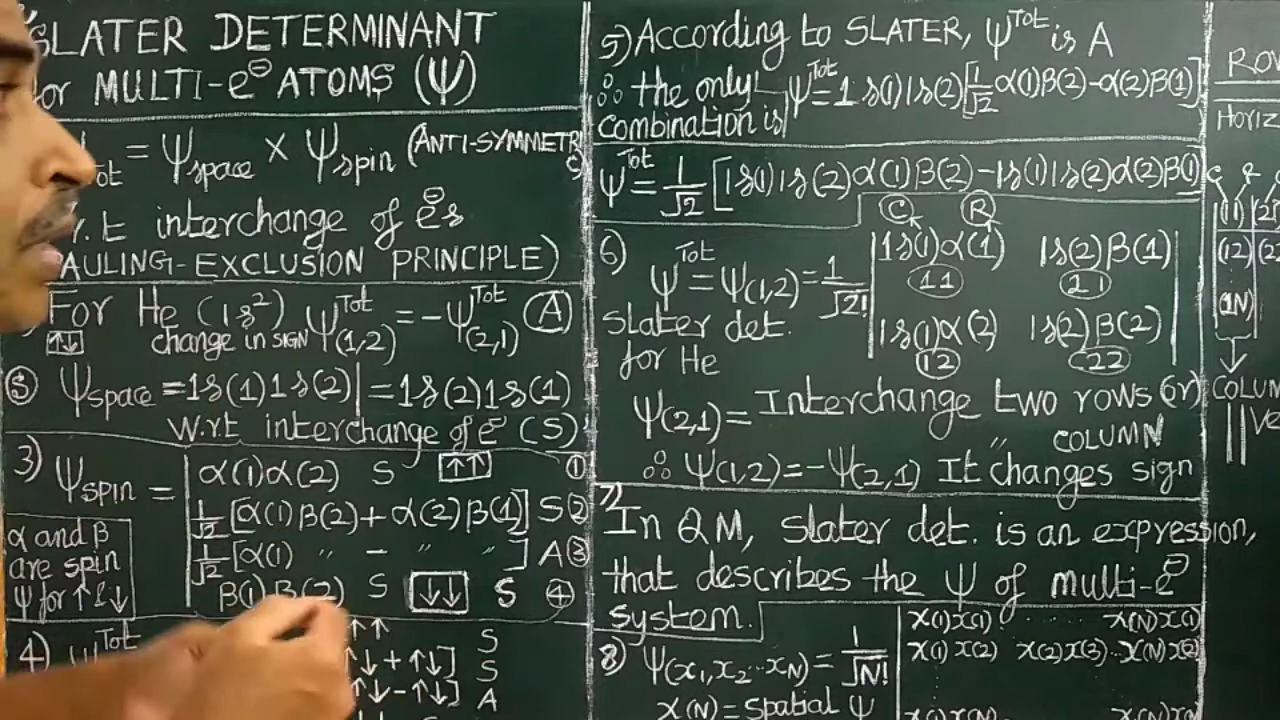 SLATER DETERMINANT
for MULTI-e⊖ ATOMS (Ψ)
Tot = Ψspace × Ψspin (ANTI-SYMMETRIC)
w.r.t interchange of e⊖s
(PAULING-EXCLUSION PRINCIPLE)
For He (1s²) Ψ^Tot(1,2) = -Ψ^Tot(2,1) (A)
↑↓ change in SIGN
(S) Ψspace = 1s(1)1s(2)| = 1s(2)1s(1)
w.r.t interchange of e⊖ (S)
3) ΨSPIN =
α(1)α(2) S ↑↑ ①
1/√2 [α(1)β(2)+α(2)β(1)] S ②
1/√2 [α(1) " - " " ] A ③
β(1)β(2) S ↓↓ S ④
α and β
are spin
Ψ for ↑ & ↓
4) Ψ^Tot
↑↑ S
↑↓+↑↓] S
↑↓-↑↓] A
5) According to SLATER, Ψ^Tot is A
∴ the only
combination is
Ψ^Tot = 1s(1)1s(2)[1/√2 α(1)β(2)-α(2)β(1)]
Ψ^Tot = 1/√2 [1s(1)1s(2)α(1)β(2)-1s(1)1s(2)α(2)β(1)]
C R
6) Ψ^Tot = Ψ(1,2) = 1/√2! | 1s(1)α(1) 1s(2)β(1) |
11 21
Slater det.
for He
| 1s(1)α(2) 1s(2)β(2) |
12 22
Ψ(2,1) = Interchange two rows (or)
" COLUMN
∴ Ψ(1,2) = -Ψ(2,1) It changes sign
7) In QM, Slater det. is an expression,
that describes the Ψ of multi-e⊖
system.
8) Ψ(x₁,x₂...xN) = 1/√N!
x(1)x(1) ..... x(N)x(1)
x(1)x(2) x(2)x(3)..x(N)x(2)
x(N) = spatial Ψ
ROW
Horiz
C R
(11)
(12)
(1N)
COLUM
|| Ve